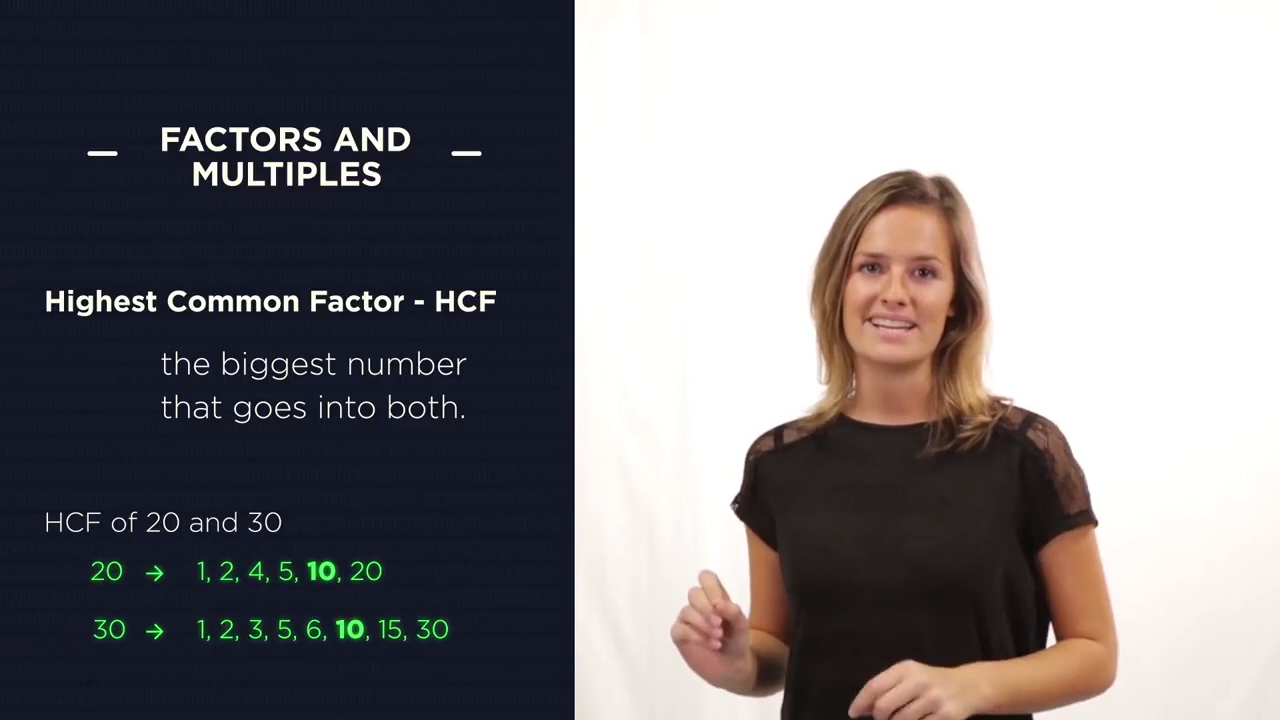 FACTORS AND
MULTIPLES
Highest Common Factor - HCF
the biggest number
that goes into both.
HCF of 20 and 30
20 → 1, 2, 4, 5, 10, 20
30 → 1, 2, 3, 5, 6, 10, 15, 30